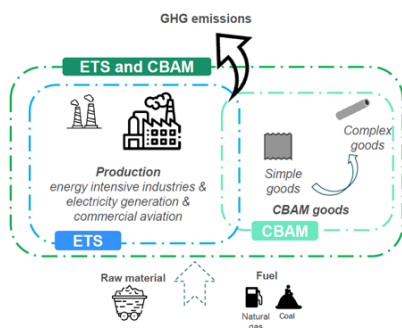 GHG emissions
ETS and CBAM
Production
energy intensive industries &
electricity generation &
commercial aviation
ETS
Complex
goods
Simple
goods
CBAM goods
CBAM
Raw material
Fuel
Natural
gas
Coal